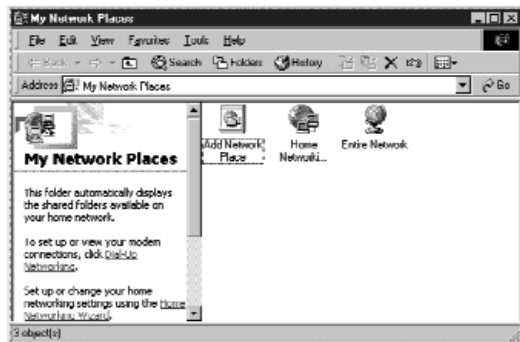 My Network Places
File Edit View Favorites Tools Help
Back Search Folders History
Address My Network Places Go
Add Network Place
Home Networki...
Entire Network
My Network Places
This folder automatically displays
the shared folders available on
your home network.
To set up or view your modem
connections, click Dial-Up
Networking.
Set up or change your home
networking settings using the Home
Networking Wizard.
3 object(s)